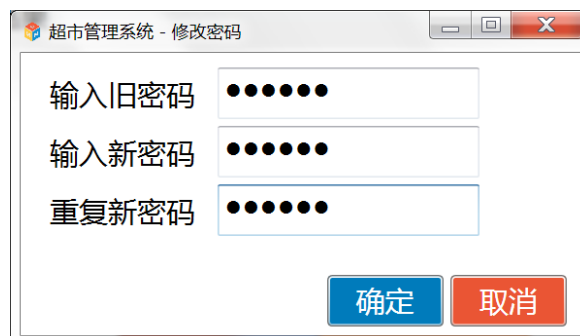 超市管理系统 - 修改密码
输入旧密码 ●●●●●●
输入新密码 ●●●●●●
重复新密码 ●●●●●●
确定 取消